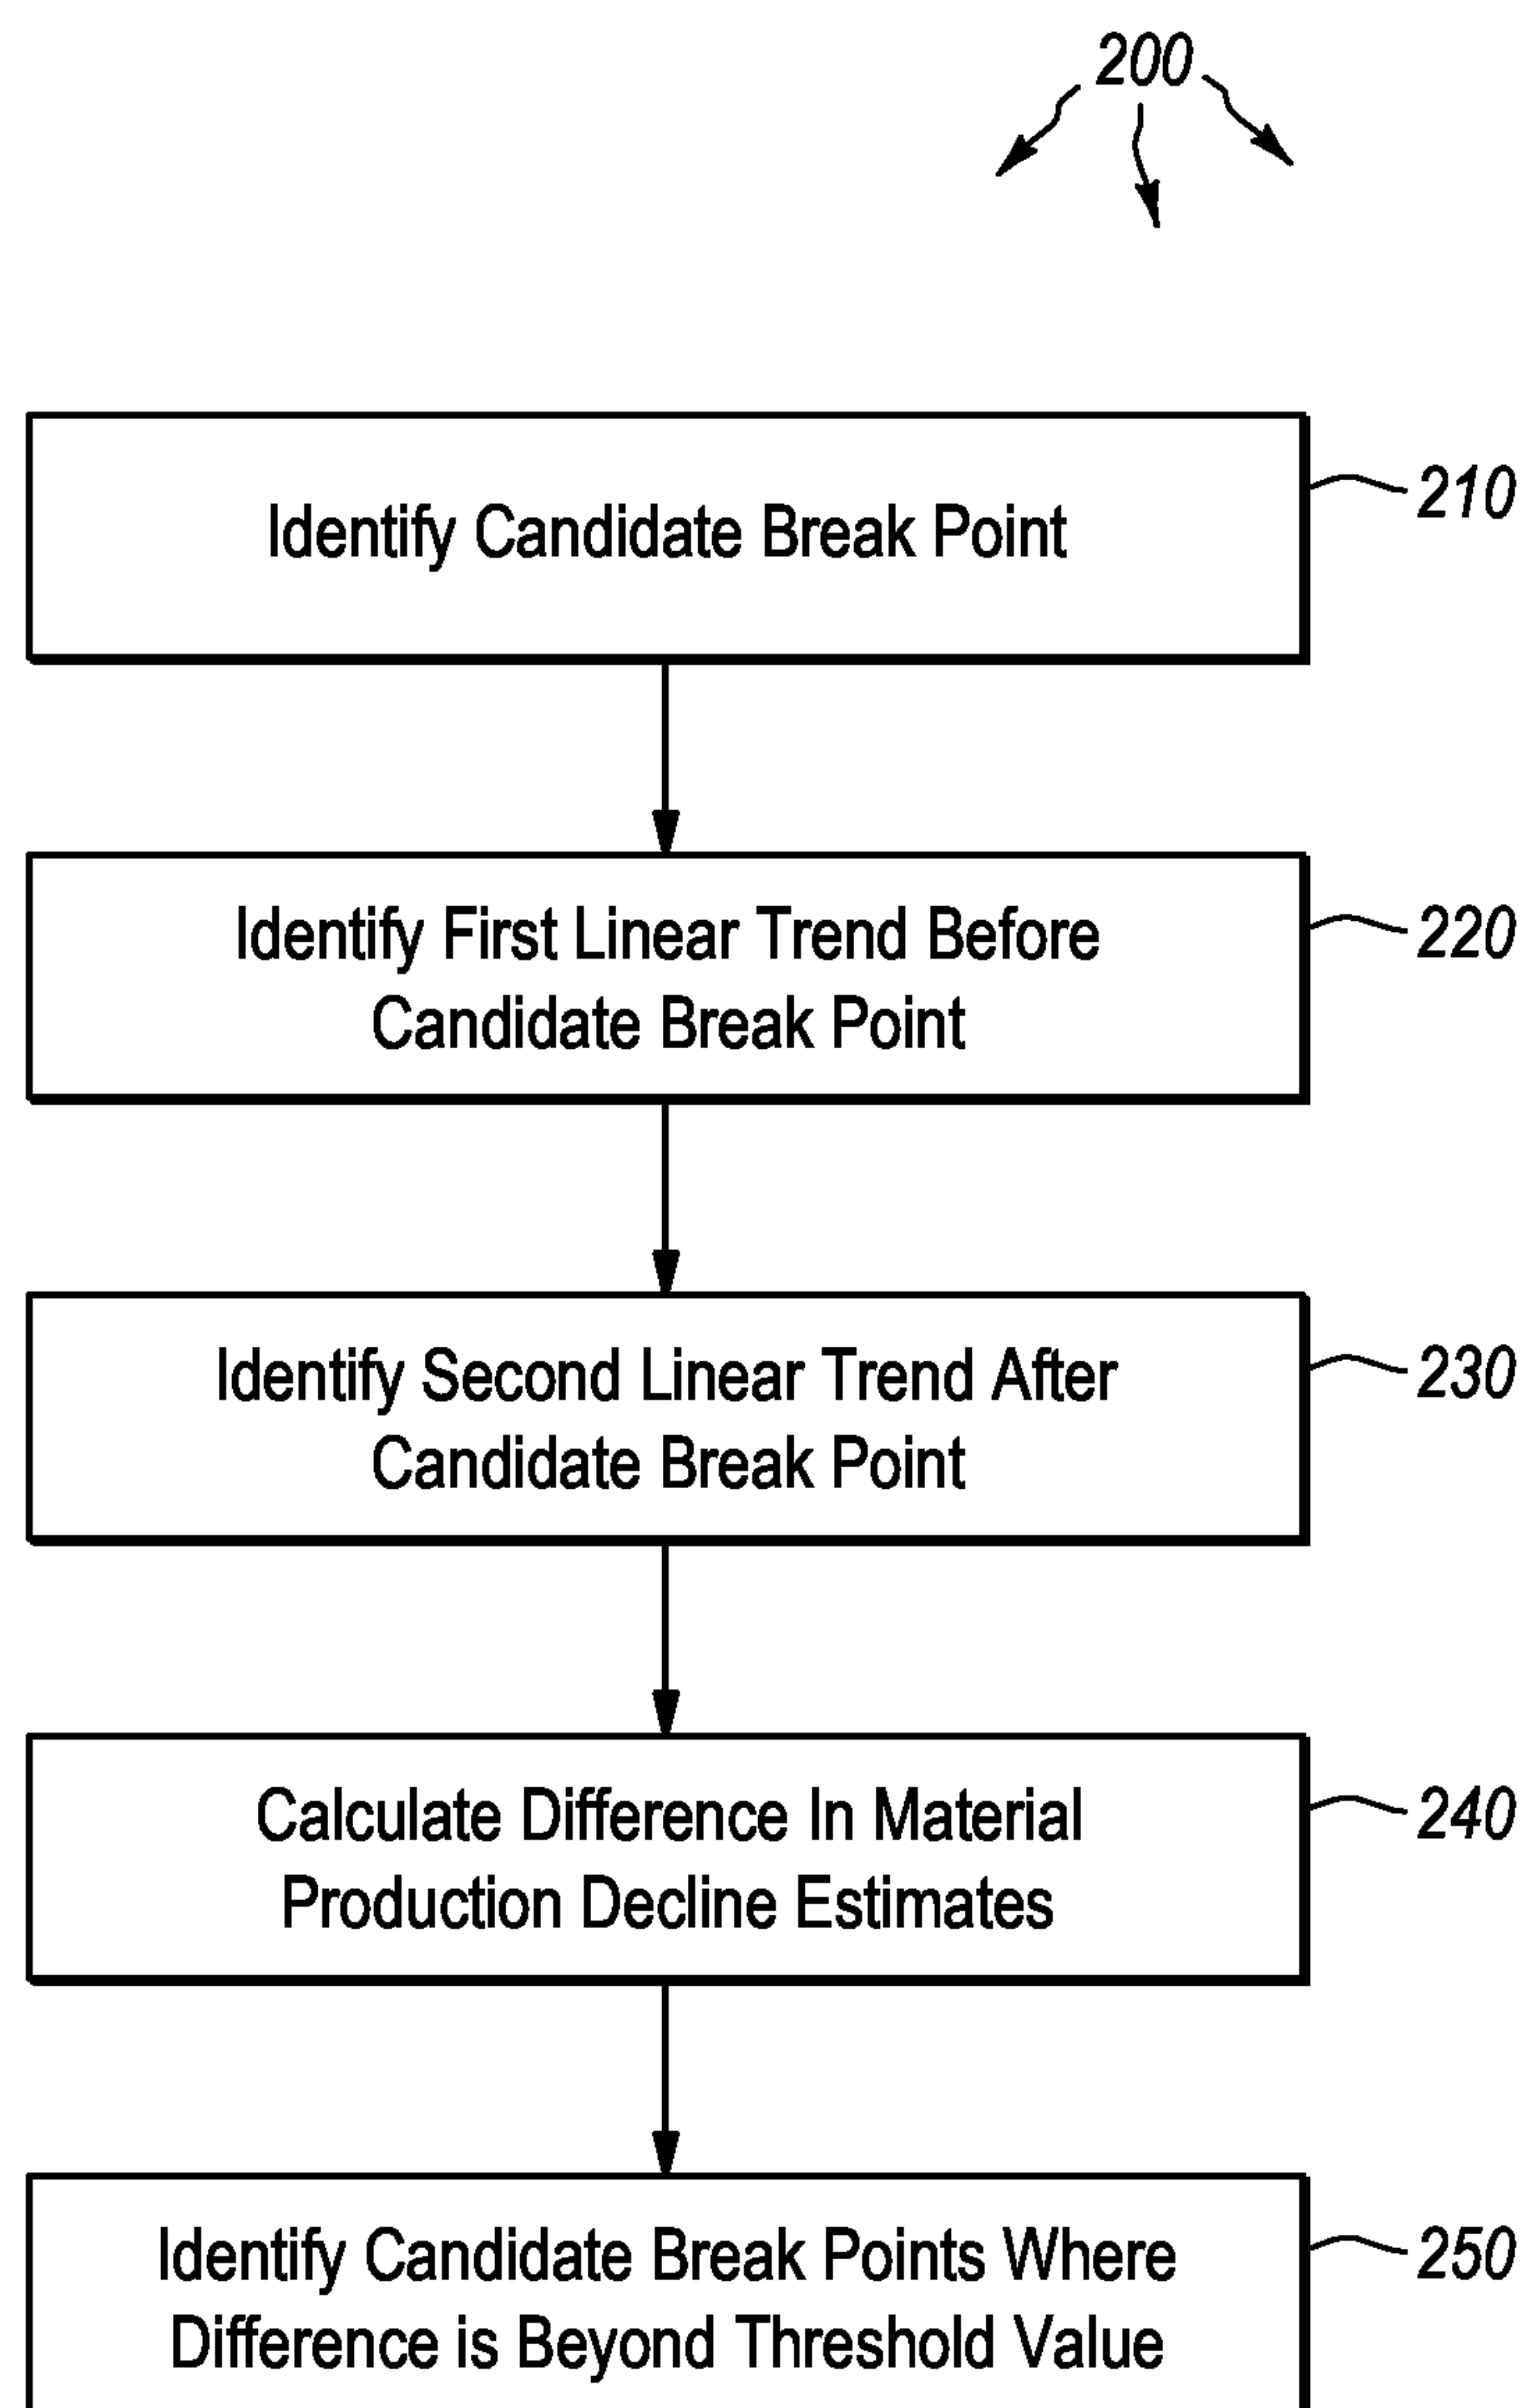 200
Identify Candidate Break Point
210
Identify First Linear Trend Before
Candidate Break Point
220
Identify Second Linear Trend After
Candidate Break Point
230
Calculate Difference In Material
Production Decline Estimates
240
Identify Candidate Break Points Where
Difference is Beyond Threshold Value
250